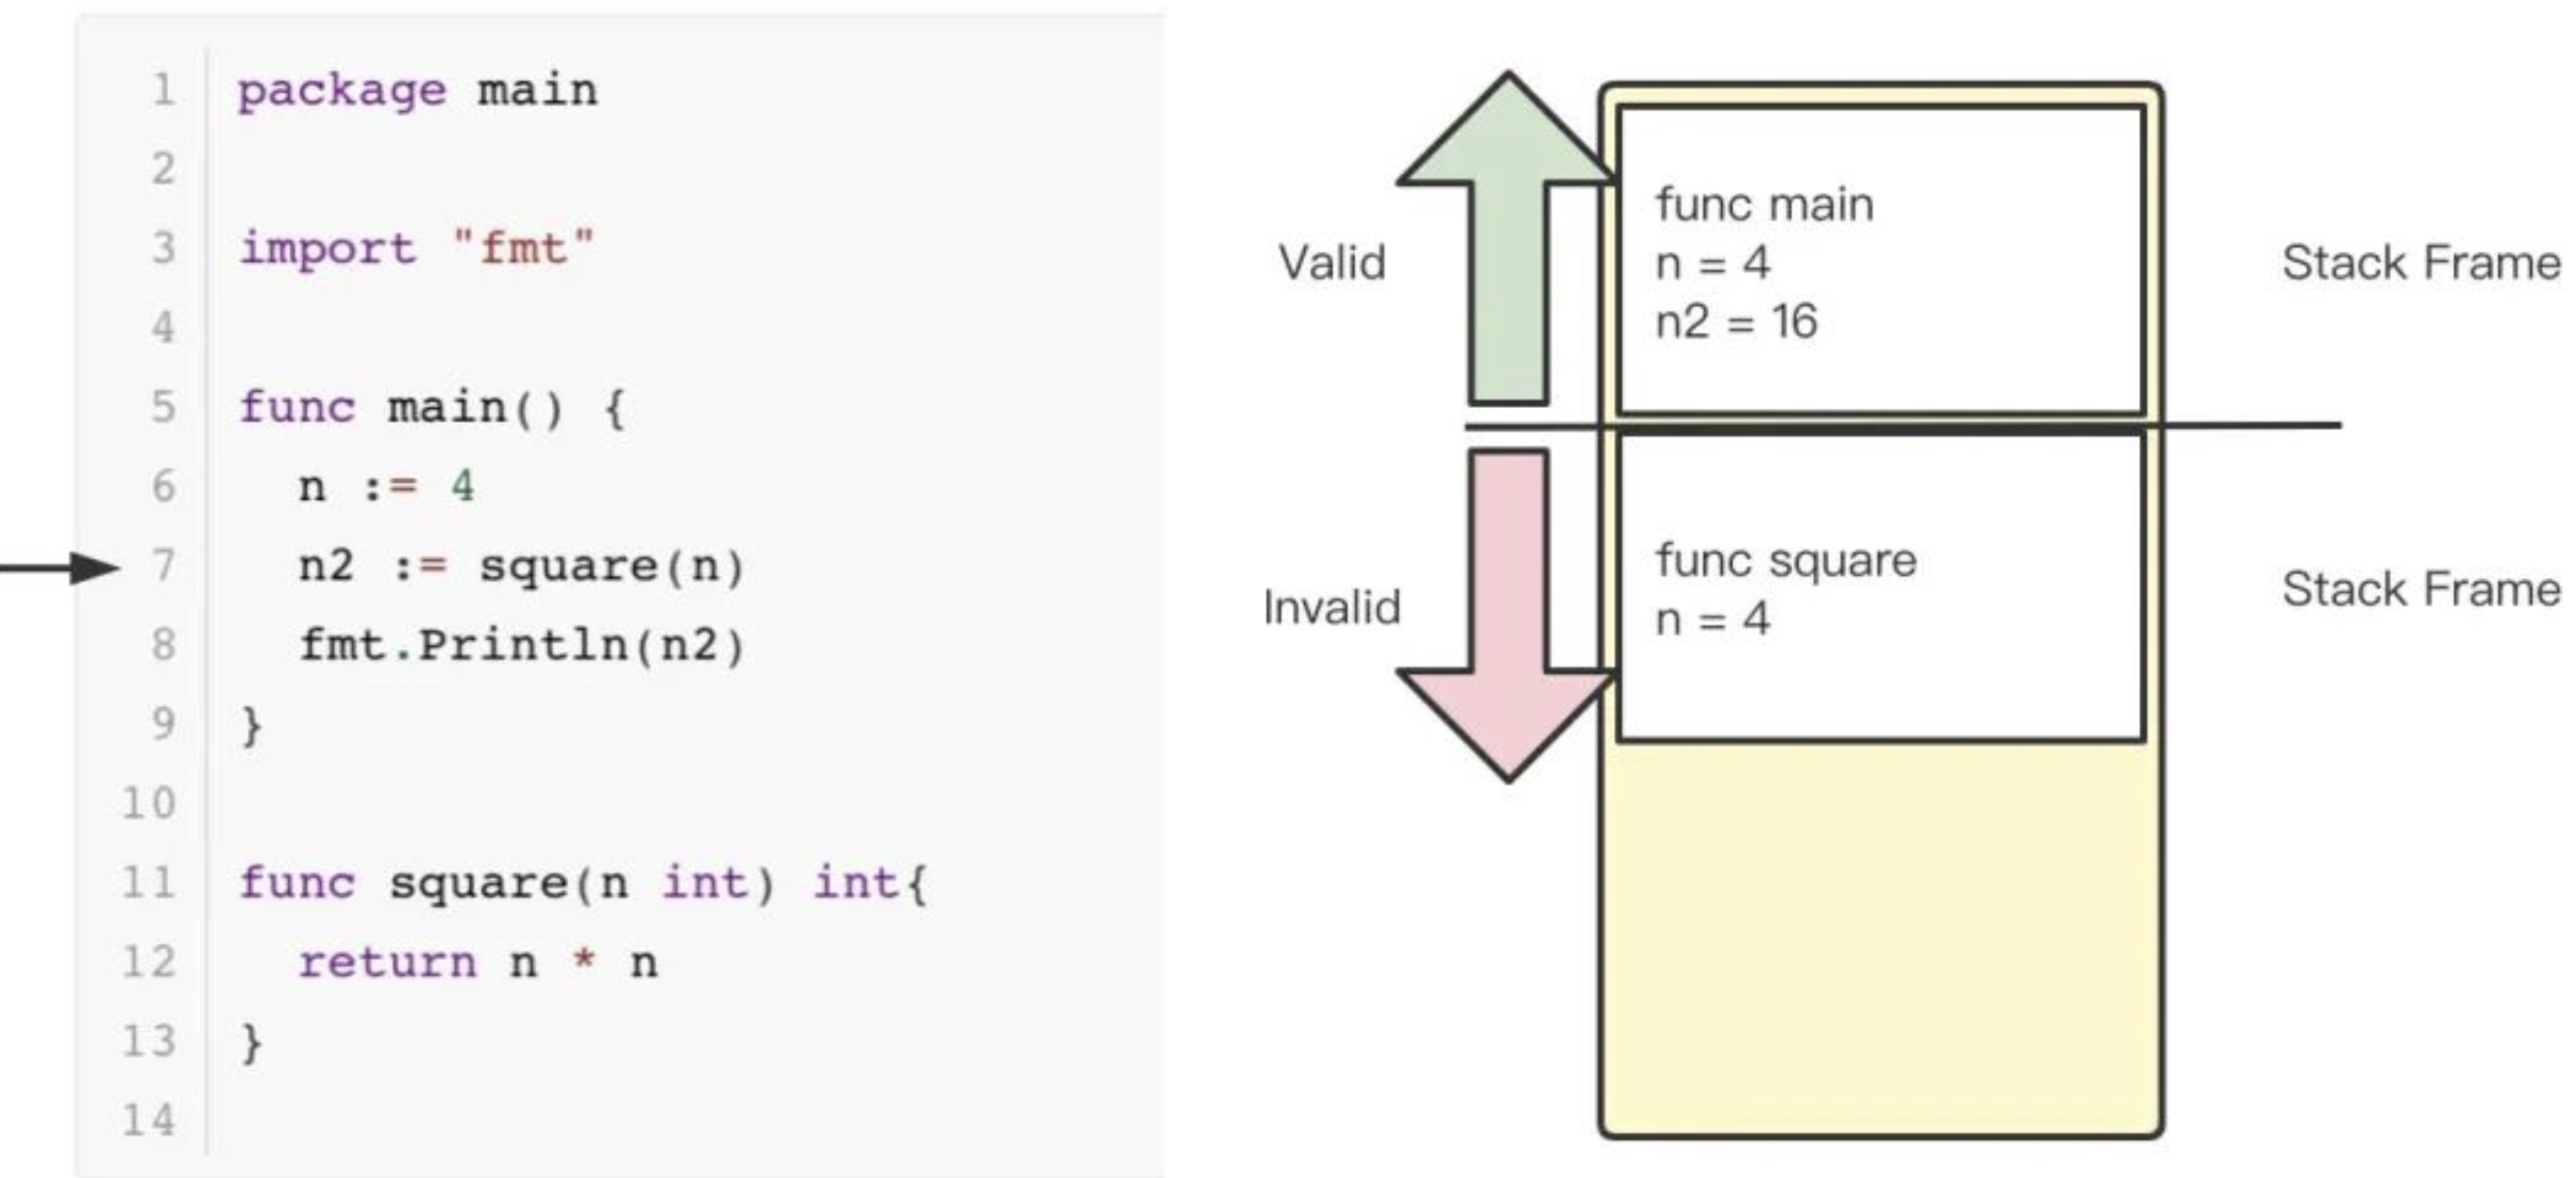 1 package main
2
3 import "fmt"
4
5 func main() {
6 n := 4
7 n2 := square(n)
8 fmt.Println(n2)
9 }
10
11 func square(n int) int{
12 return n * n
13 }
14
Valid
Invalid
func main
n = 4
n2 = 16
func square
n = 4
Stack Frame
Stack Frame